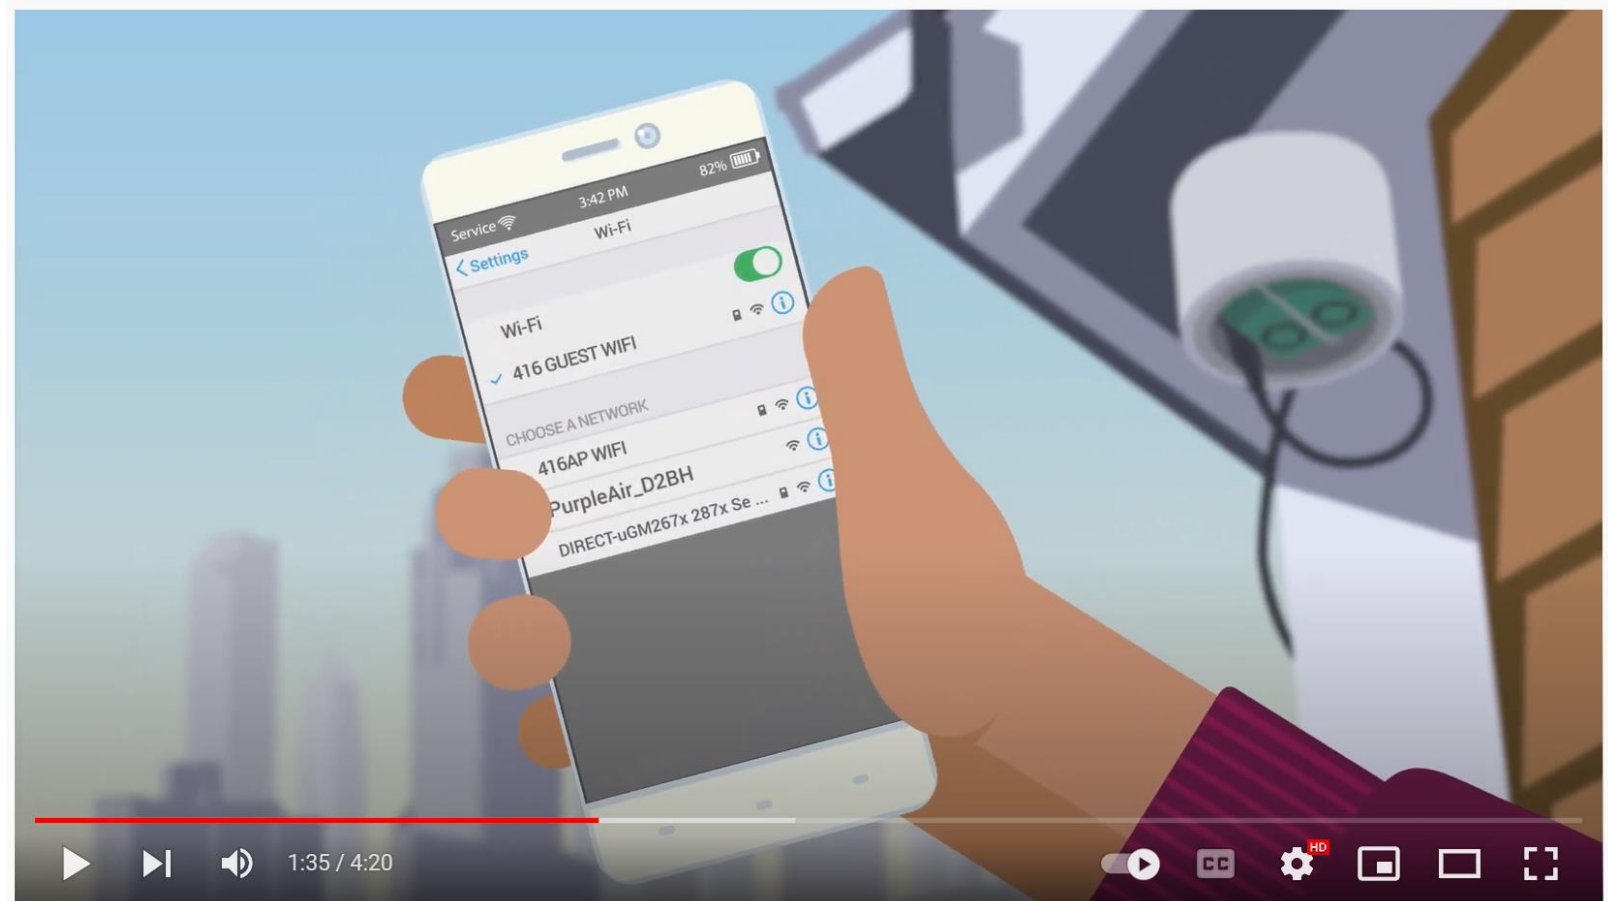 Service 3:42 PM 82%
Settings Wi-Fi
Wi-Fi
416 GUEST WIFI
CHOOSE A NETWORK
416AP WIFI
PurpleAir_D2BH
DIRECT-uGM267x 287x Se ...
1:35 / 4:20
CC
HD